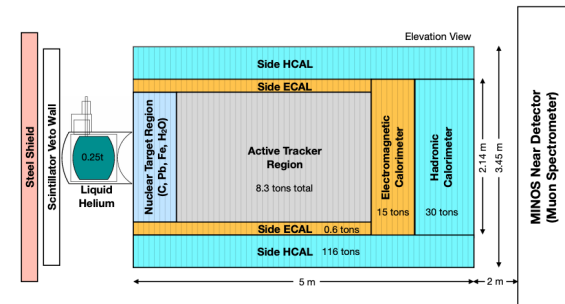 Elevation View
Steel Shield
Scintillator Veto Wall
0.25t
Liquid
Helium
Side HCAL
Side ECAL
Nuclear Target Region
(C, Pb, Fe, H₂O)
Active Tracker
Region
8.3 tons total
Electromagnetic
Calorimeter
15 tons
Hadronic
Calorimeter
30 tons
Side ECAL 0.6 tons
Side HCAL 116 tons
2.14 m
3.45 m
5 m
2 m
MINOS Near Detector
(Muon Spectrometer)